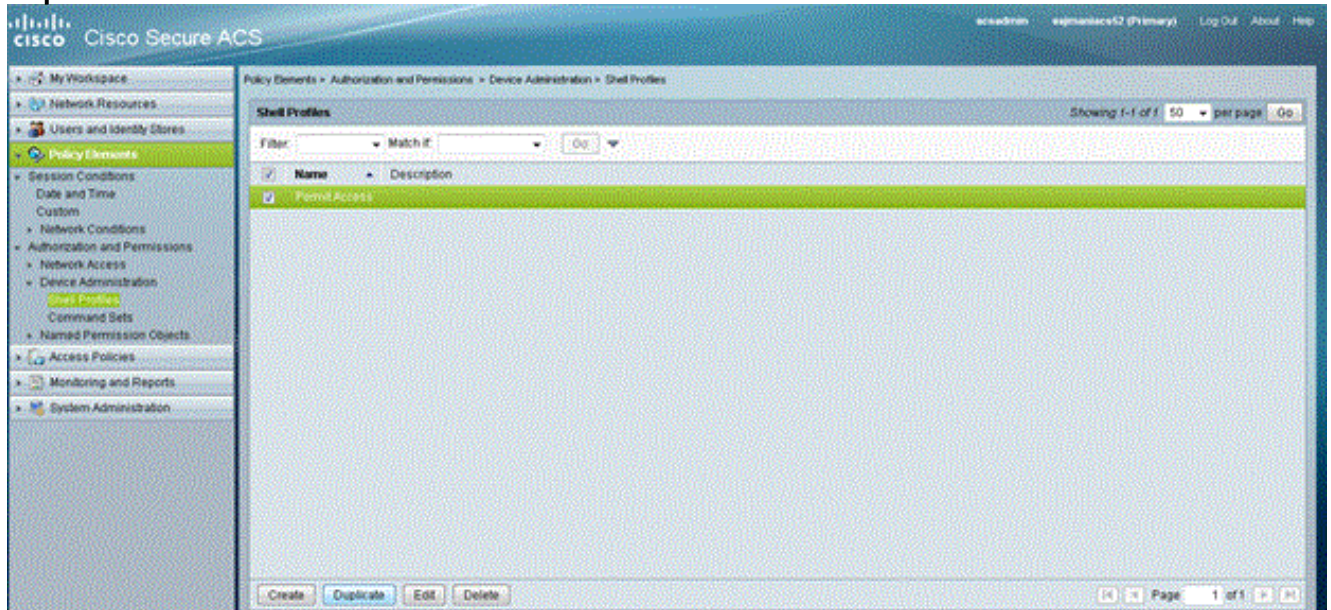 cisco Cisco Secure ACS
acsadmin (Primary) Log Out About Help
My Workspace
Network Resources
Users and Identity Stores
Policy Elements
Session Conditions
Date and Time
Custom
Network Conditions
Authorization and Permissions
Network Access
Device Administration
Shell Profiles
Command Sets
Named Permission Objects
Access Policies
Monitoring and Reports
System Administration
Policy Elements > Authorization and Permissions > Device Administration > Shell Profiles
Shell Profiles Showing 1-1 of 1 50 per page Go
Filter: Match if: Go
Name Description
Permit Access
Create Duplicate Edit Delete
Page 1 of 1